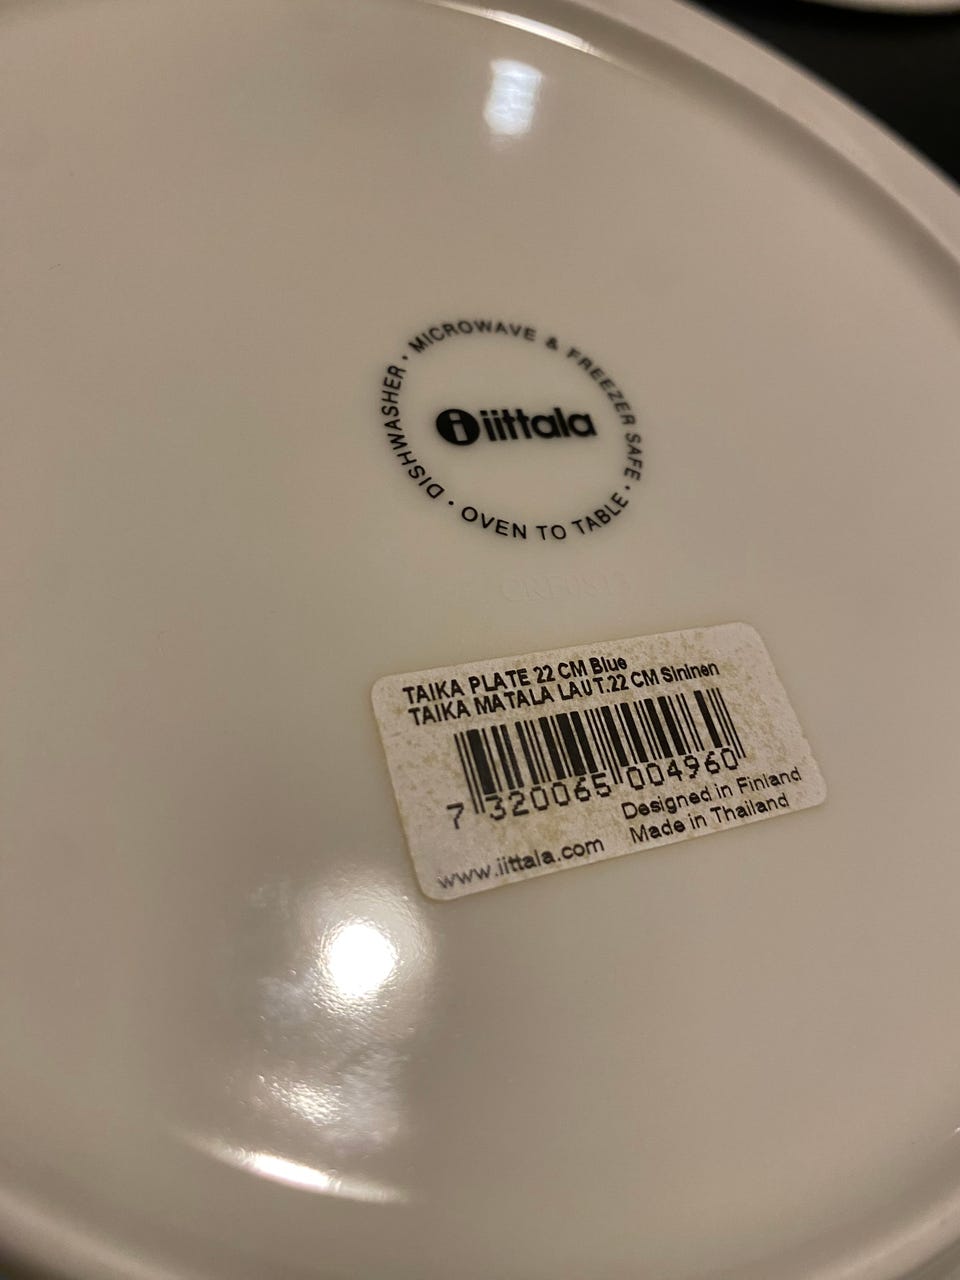 DISHWASHER • MICROWAVE & FREEZER SAFE • OVEN TO TABLE •
iittala
TAIKA PLATE 22 CM Blue
TAIKA MATALA LAUT.22 CM Sininen
7 320065 004960
Designed in Finland
Made in Thailand
www.iittala.com